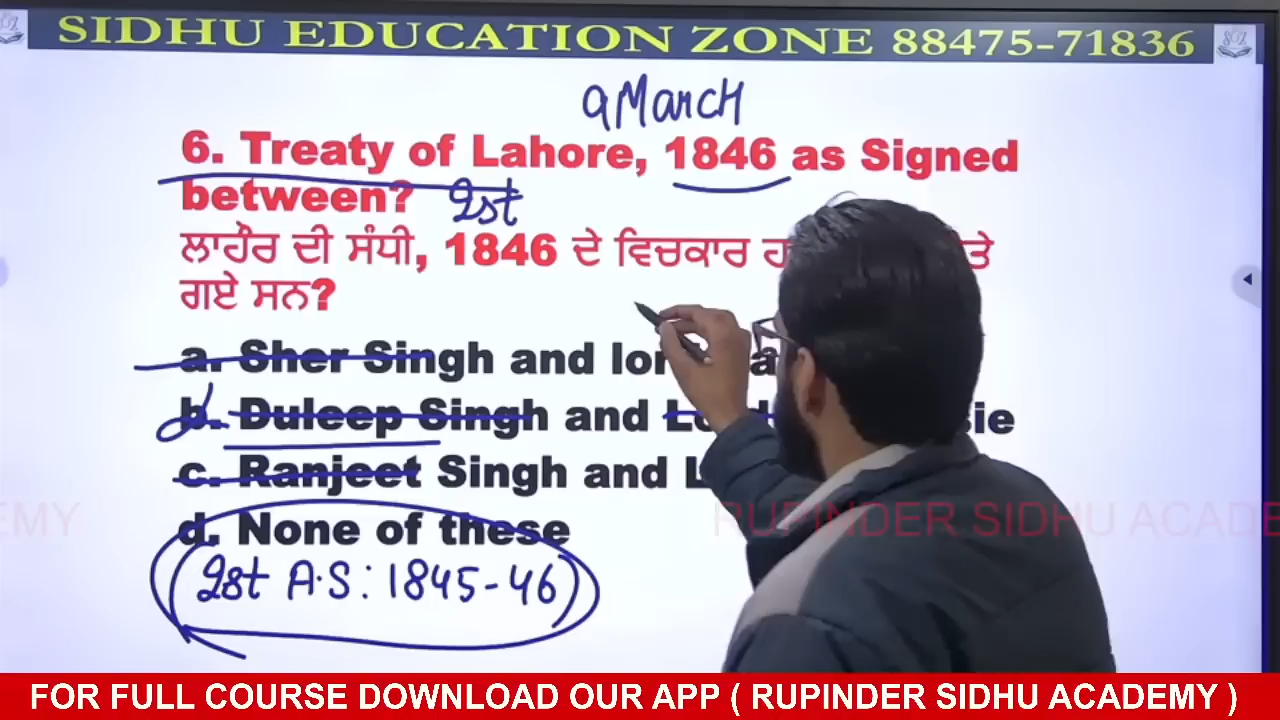 SIDHU EDUCATION ZONE 88475-71836
9 March
6. Treaty of Lahore, 1846 as Signed
between? 1st
ਲਾਹੌਰ ਦੀ ਸੰਧੀ, 1846 ਦੇ ਵਿਚਕਾਰ
ਗਏ ਸਨ?
a. Sher Singh and
b. Duleep Singh and
c. Ranjeet Singh and
d. None of these
1st A.S: 1845-46
RUPINDER SIDHU
FOR FULL COURSE DOWNLOAD OUR APP ( RUPINDER SIDHU ACADEMY )